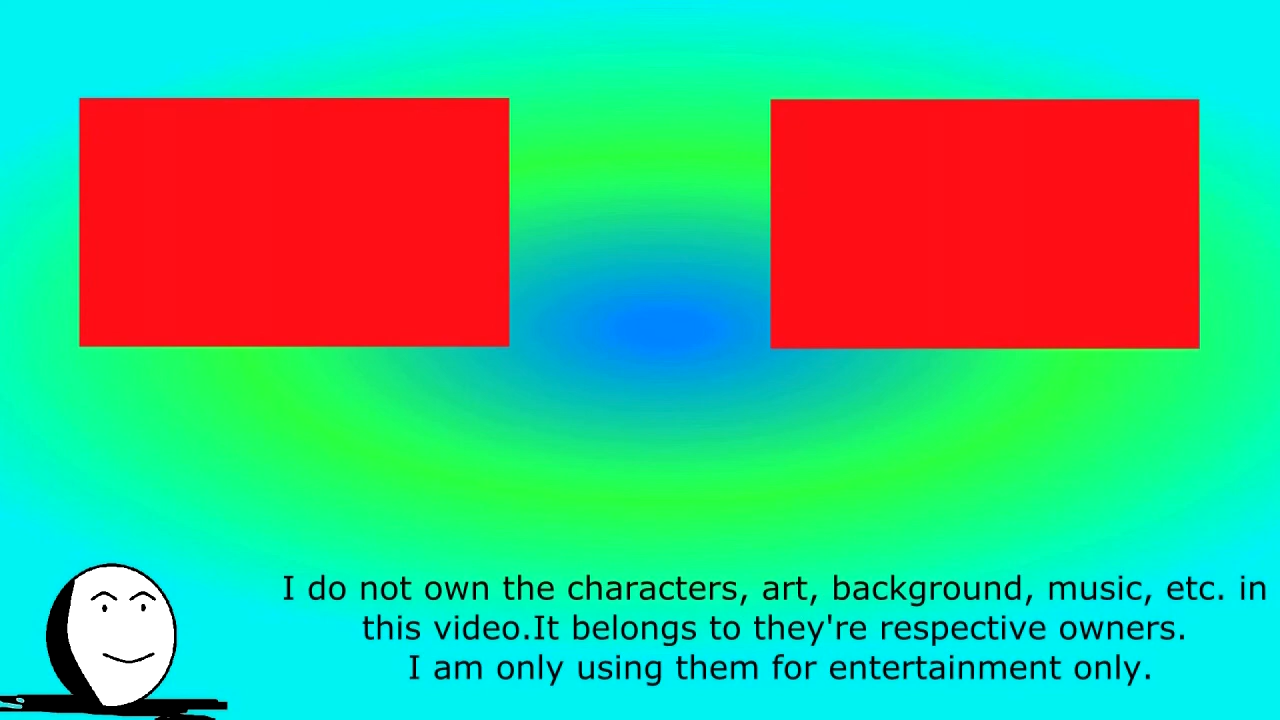 I do not own the characters, art, background, music, etc. in
this video.It belongs to they're respective owners.
I am only using them for entertainment only.